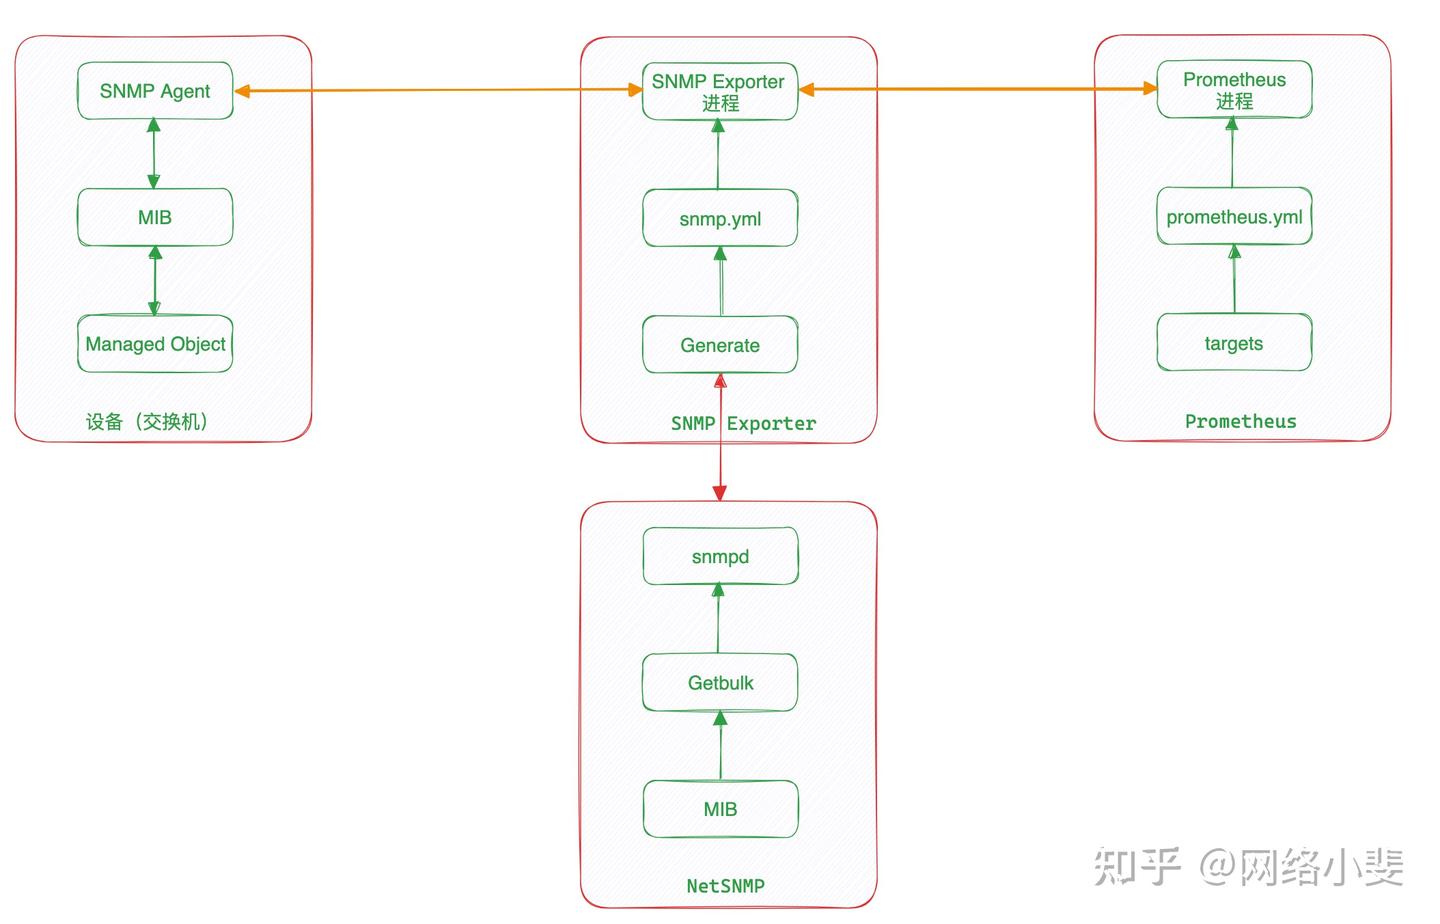 SNMP Agent
MIB
Managed Object
设备（交换机）
SNMP Exporter
进程
snmp.yml
Generate
SNMP Exporter
Prometheus
进程
prometheus.yml
targets
Prometheus
snmpd
Getbulk
MIB
NetSNMP
知乎 @网络小斐